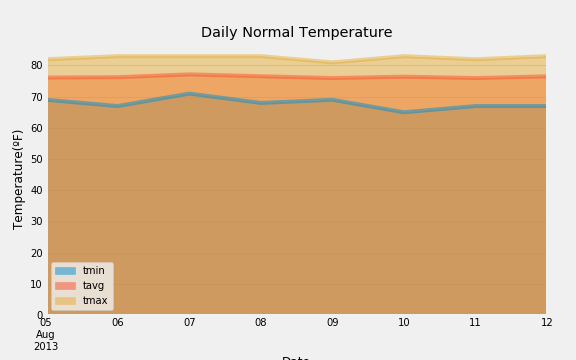 Daily Normal Temperature
Temperature(ºF)
80
70
60
50
40
30
20
10
0
tmin
tavg
tmax
05 06 07 08 09 10 11 12
Aug
2013
Date